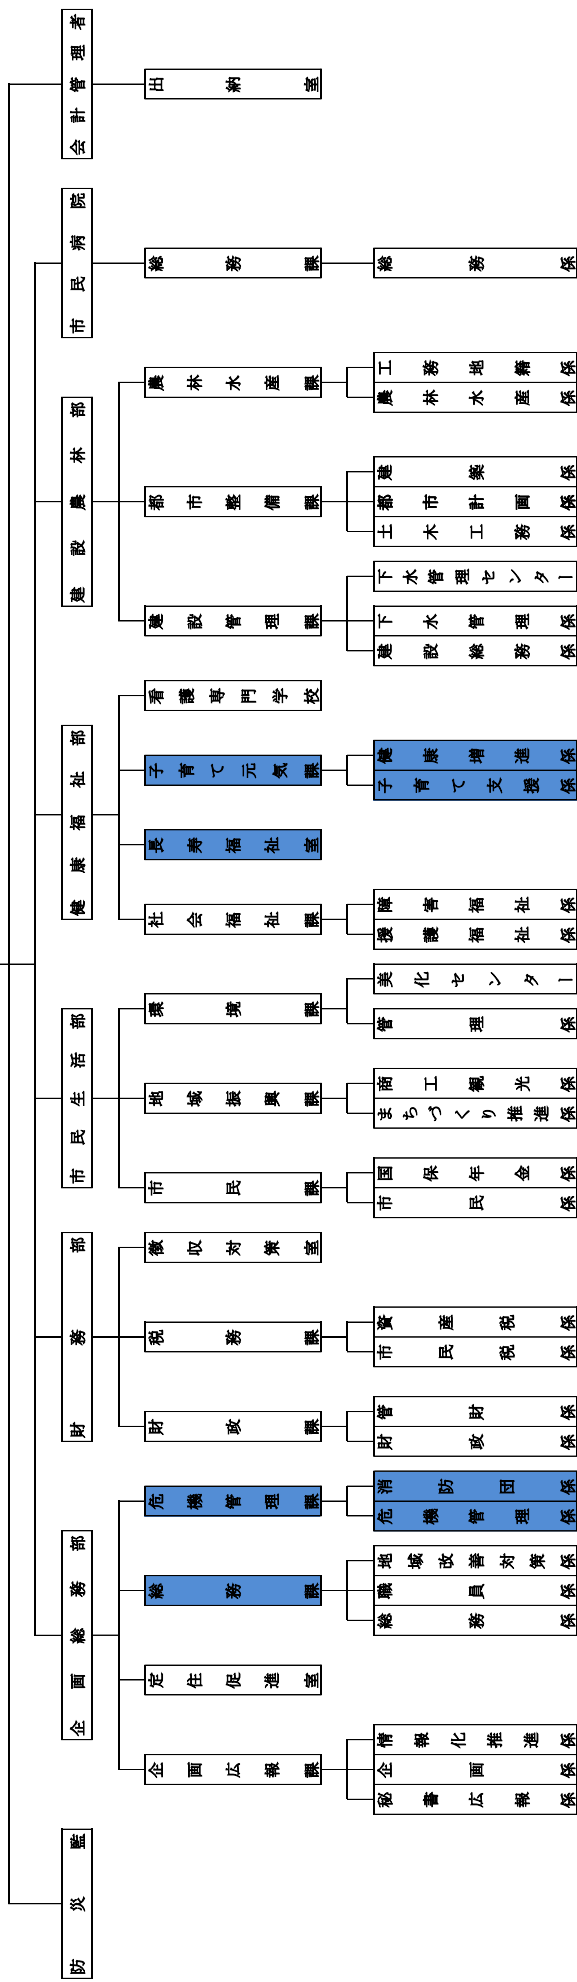 防災監
企画総務部
企画広報課
秘書広報係
企画係
情報化推進係
定住促進室
総務課
総務係
職員係
地域改善対策係
危機管理課
危機管理係
消防団係
財務部
財政課
財政係
管財係
税務課
市民税係
資産税係
徴収対策室
市民生活部
市民課
市民係
国保年金係
地域振興課
まちづくり推進係
商工観光係
環境課
管理係
美化センター
健康福祉部
社会福祉課
援護福祉係
障害福祉係
長寿福祉室
子育て元気課
子育て支援係
健康増進係
看護専門学校
建設農林部
建設管理課
建設総務係
下水管理係
下水管理センター
都市整備課
土木工務係
都市計画係
建築係
農林水産課
農林水産係
工務地籍係
市民病院
総務課
総務係
会計管理者
出納室